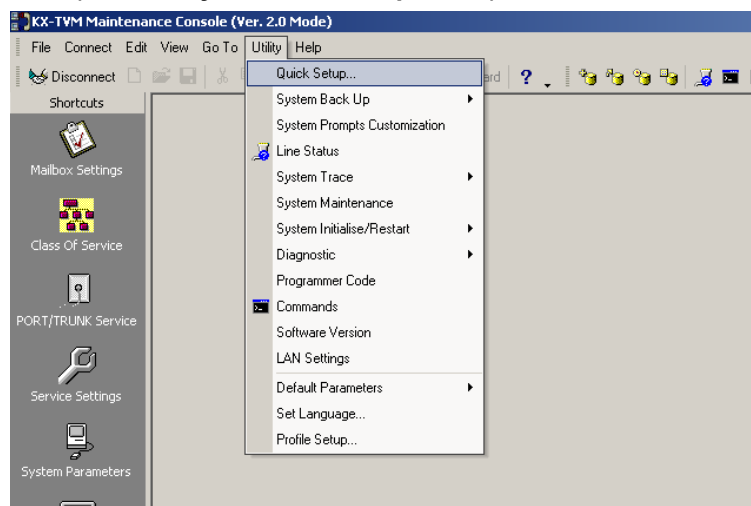 KX-TVM Maintenance Console (Ver. 2.0 Mode)
File Connect Edit View Go To Utility Help
Disconnect
Shortcuts
Mailbox Settings
Class Of Service
PORT/TRUNK Service
Service Settings
System Parameters
Quick Setup...
System Back Up
System Prompts Customization
Line Status
System Trace
System Maintenance
System Initialise/Restart
Diagnostic
Programmer Code
Commands
Software Version
LAN Settings
Default Parameters
Set Language...
Profile Setup...